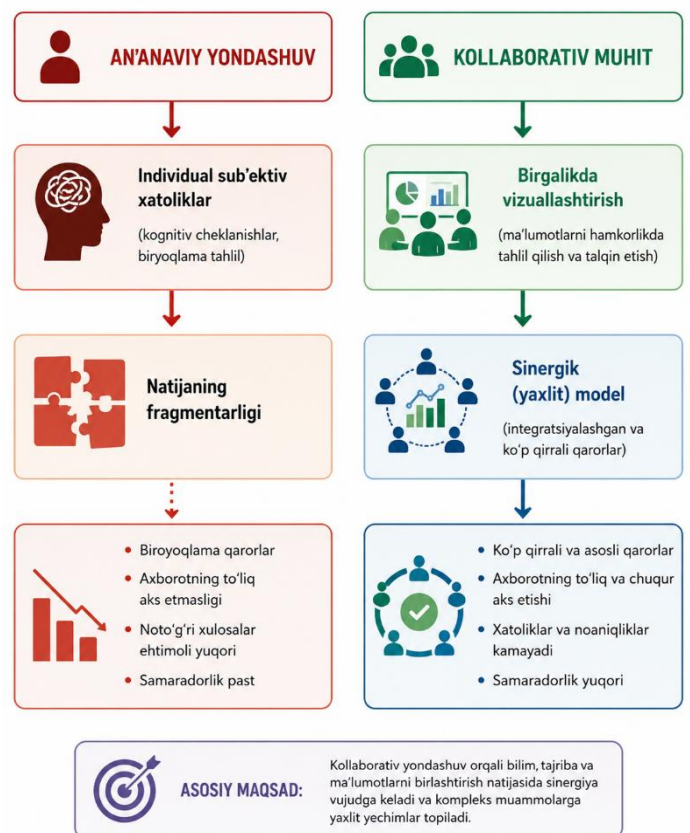 AN'ANAVIY YONDASHUV
Individual sub'ektiv
xatoliklar
(kognitiv cheklanishlar,
biryoqlama tahlil)
Natijaning
fragmentarligi
• Biroyoqlama qarorlar
• Axborotning to'liq
aks etmasligi
• Noto'g'ri xulosalar
ehtimoli yuqori
• Samaradorlik past
KOLLABORATIV MUHIT
Birgalikda
vizuallashtirish
(ma'lumotlarni hamkorlikda
tahlil qilish va talqin etish)
Sinergik
(yaxlit) model
(integratsiyalashgan va
ko'p qirrali qarorlar)
• Ko'p qirrali va asosli qarorlar
• Axborotning to'liq va chuqur
aks etishi
• Xatoliklar va noaniqliklar
kamayadi
• Samaradorlik yuqori
ASOSIY MAQSAD:
Kollaborativ yondashuv orqali bilim, tajriba va
ma'lumotlarni birlashtirish natijasida sinergiya
vujudga keladi va kompleks muammolarga
yaxlit yechimlar topiladi.